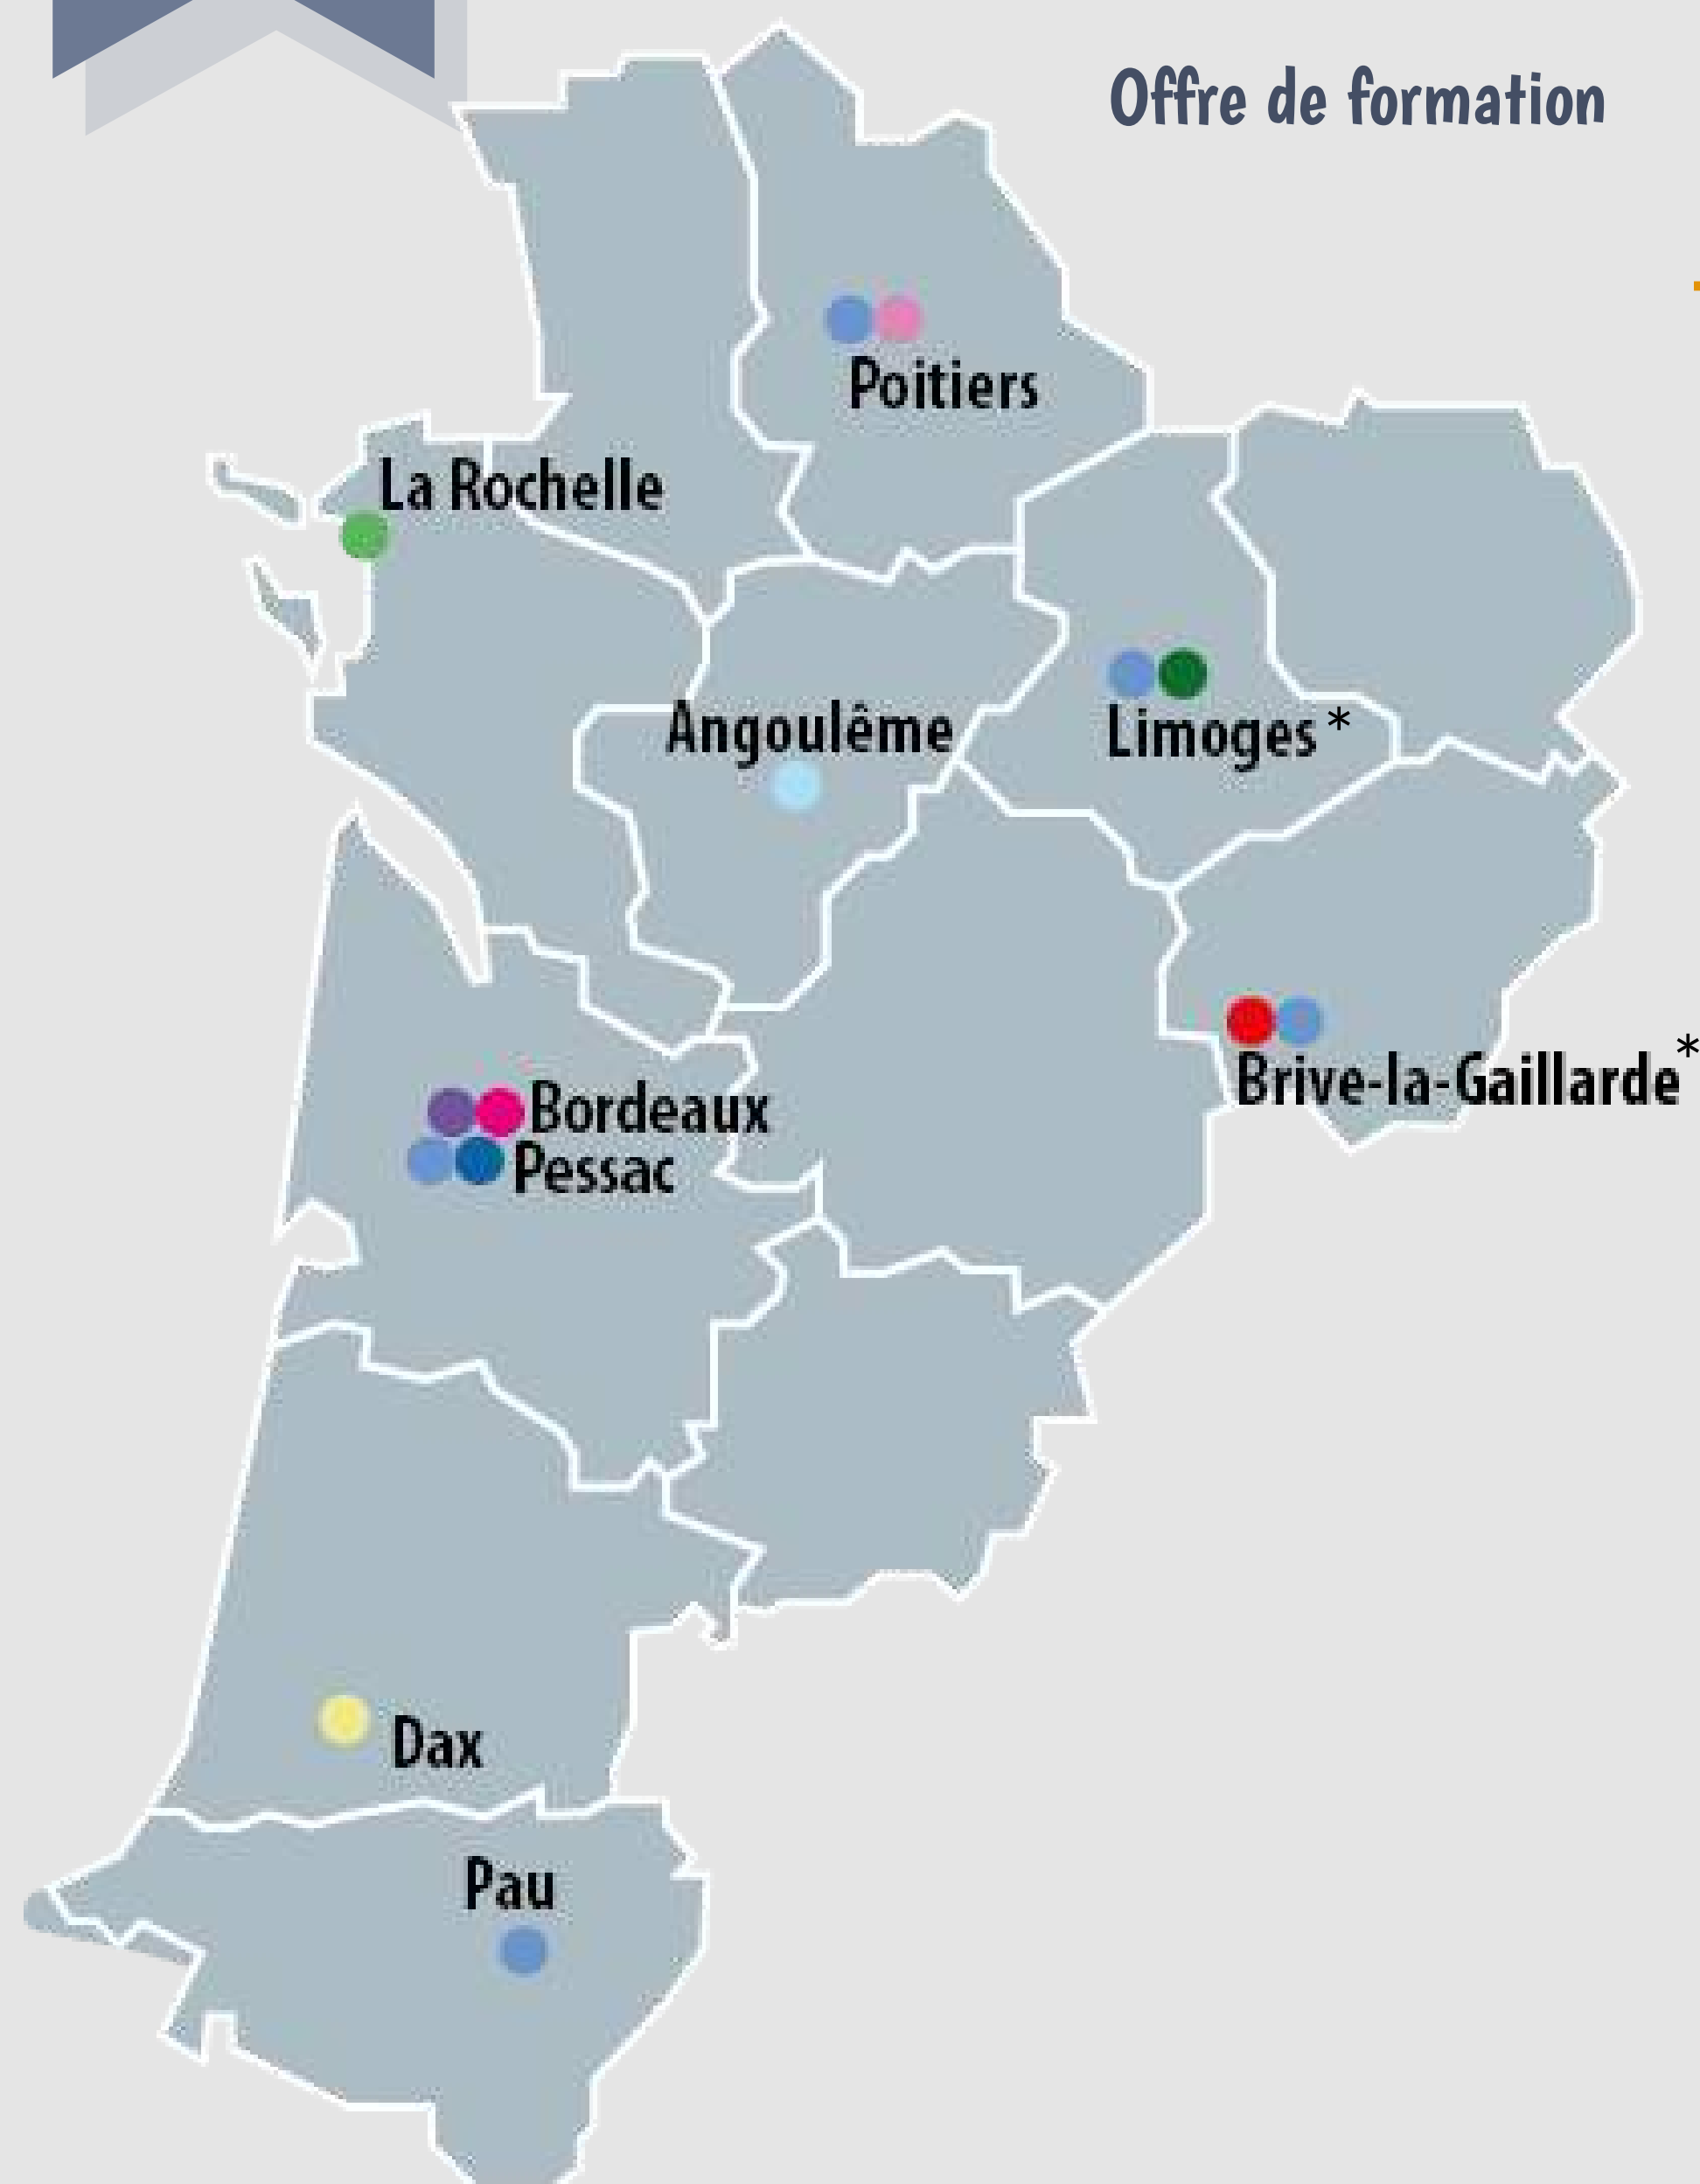 Offre de formation
Poitiers
La Rochelle
Angoulême
Limoges *
Brive-la-Gaillarde *
Bordeaux
Pessac
Dax
Pau